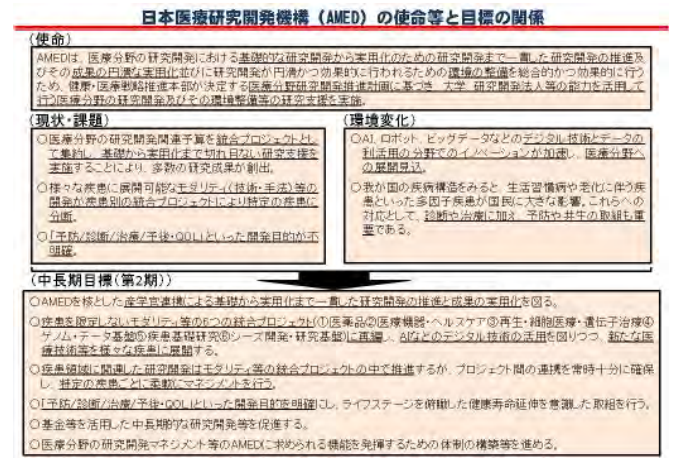 日本医療研究開発機構（AMED）の使命等と目標の関係
（使命）
AMEDは、医療分野の研究開発における基礎的な研究開発から実用化のための研究開発まで一貫した研究開発の推進及
びその成果の円滑な実用化並びに研究開発が円滑かつ効果的に行われるための環境の整備を総合的かつ効果的に行う
ため、健康・医療戦略推進本部が決定する医療分野研究開発推進計画に基づき、大学、研究開発法人等の能力を活用して
行う医療分野の研究開発及びその環境整備等の研究支援を実施。
（現状・課題）
○医療分野の研究開発関連予算を統合プロジェクトとし
て集約し、基礎から実用化まで切れ目ない研究支援を
実施することにより、多数の研究成果が創出。
○様々な疾患に展開可能なモダリティ（技術・手法）等の
開発が疾患別の統合プロジェクトにより特定の疾患に
分断。
○「予防/診断/治療/予後・QOL」といった開発目的が不
明確。
（環境変化）
○AI、ロボット、ビッグデータなどのデジタル技術とデータの
利活用の分野でのイノベーションが加速し、医療分野へ
の展開見込。
○我が国の疾病構造をみると、生活習慣病や老化に伴う疾
患といった多因子疾患が国民に大きな影響。これらへの
対応として、診断や治療に加え、予防や共生の取組も重
要である。
（中長期目標（第2期））
○AMEDを核とした産学官連携による基礎から実用化まで一貫した研究開発の推進と成果の実用化を図る。
○疾患を限定しないモダリティ等の6つの統合プロジェクト（①医薬品②医療機器・ヘルスケア③再生・細胞医療・遺伝子治療④
ゲノム・データ基盤⑤疾患基礎研究⑥シーズ開発・研究基盤）に再編し、AIなどのデジタル技術の活用を図りつつ、新たな医
療技術等を様々な疾患に展開する。
○疾患領域に関連した研究開発はモダリティ等の統合プロジェクトの中で推進するが、プロジェクト間の連携を常時十分に確保
し、特定の疾患ごとに柔軟にマネジメントを行う。
○「予防/診断/治療/予後・QOL」といった開発目的を明確にし、ライフステージを俯瞰した健康寿命延伸を意識した取組を行う。
○基金等を活用した中長期的な研究開発等を促進する。
○医療分野の研究開発マネジメント等のAMEDに求められる機能を発揮するための体制の構築等を進める。